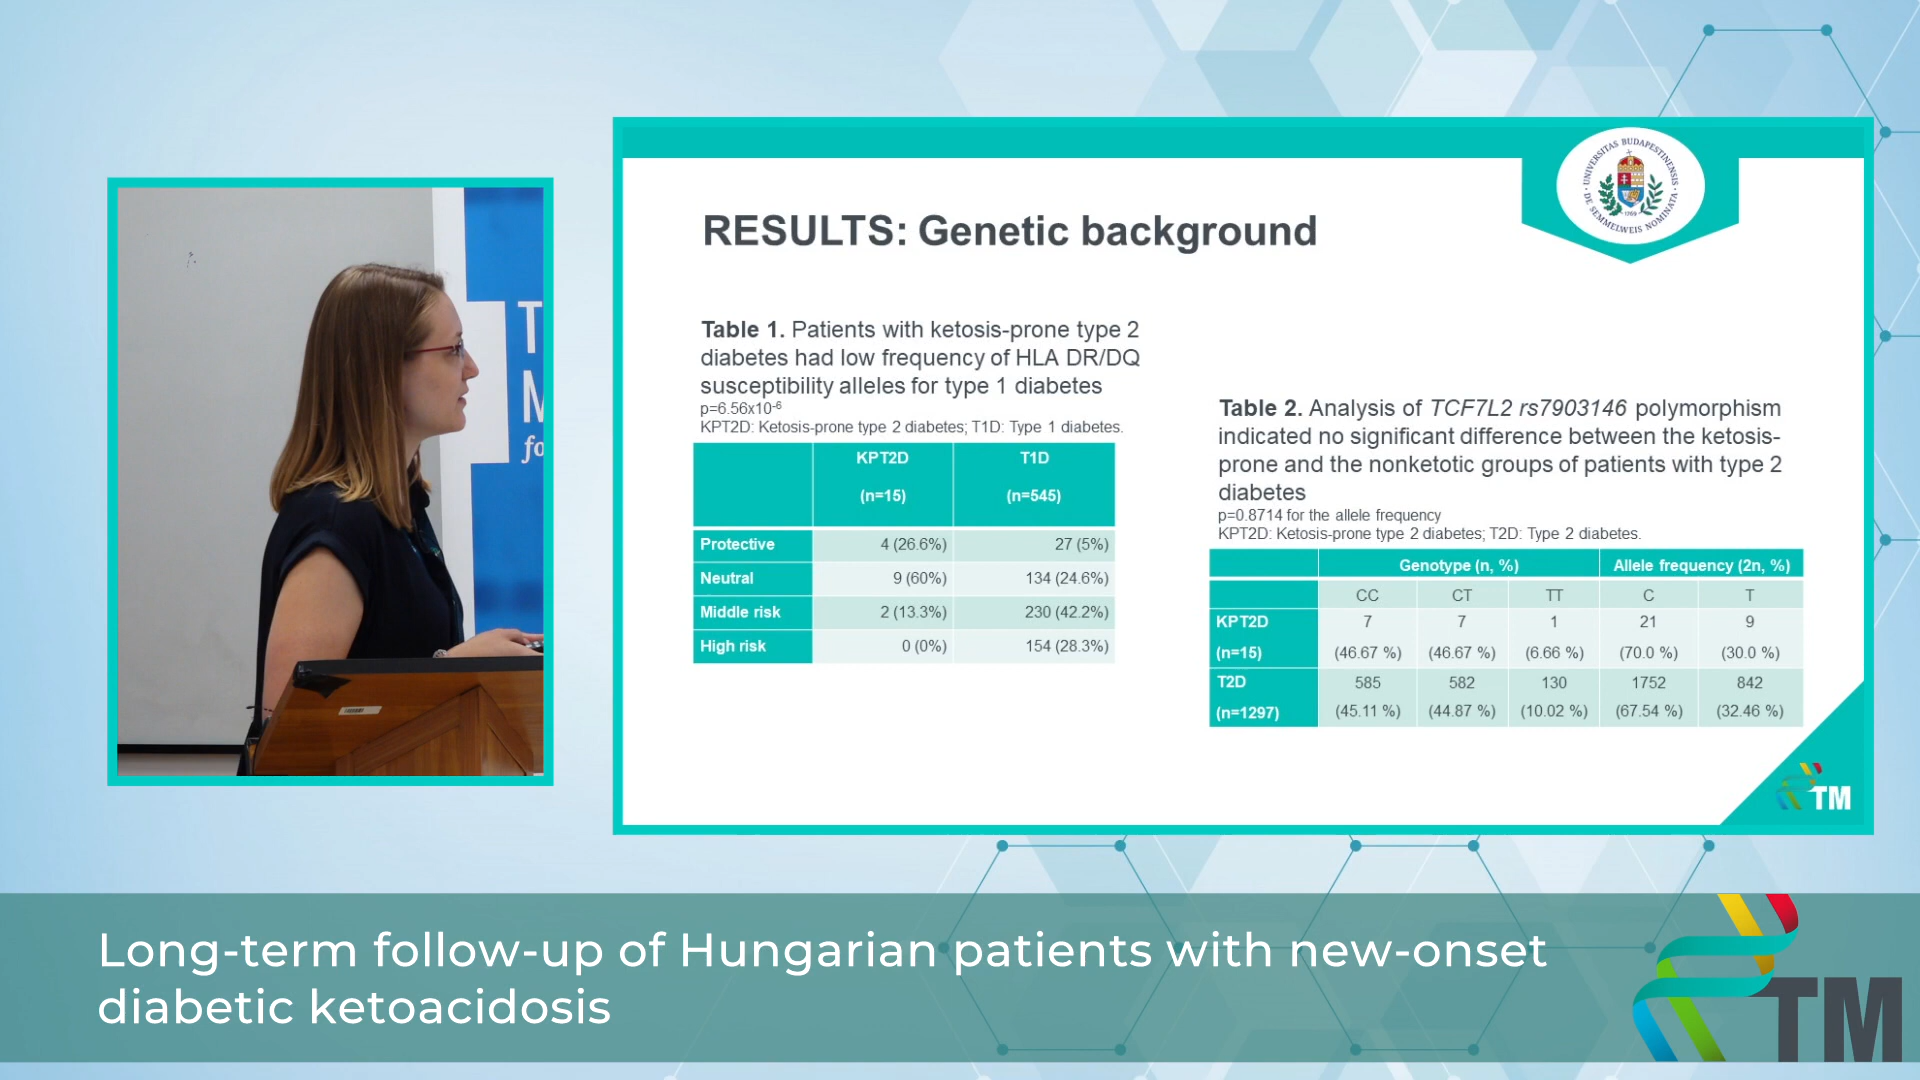 T
M
fo
RESULTS: Genetic background
UNIVERSITAS BUDAPESTINENSIS
DE SEMMELWEIS NOMINATA
1769
Table 1. Patients with ketosis-prone type 2
diabetes had low frequency of HLA DR/DQ
susceptibility alleles for type 1 diabetes
p=6.56x10⁻⁶
KPT2D: Ketosis-prone type 2 diabetes; T1D: Type 1 diabetes.
KPT2D T1D
(n=15) (n=545)
Protective 4 (26.6%) 27 (5%)
Neutral 9 (60%) 134 (24.6%)
Middle risk 2 (13.3%) 230 (42.2%)
High risk 0 (0%) 154 (28.3%)
Table 2. Analysis of TCF7L2 rs7903146 polymorphism
indicated no significant difference between the ketosis-
prone and the nonketotic groups of patients with type 2
diabetes
p=0.8714 for the allele frequency
KPT2D: Ketosis-prone type 2 diabetes; T2D: Type 2 diabetes.
Genotype (n, %) Allele frequency (2n, %)
CC CT TT C T
KPT2D 7 7 1 21 9
(n=15) (46.67 %) (46.67 %) (6.66 %) (70.0 %) (30.0 %)
T2D 585 582 130 1752 842
(n=1297) (45.11 %) (44.87 %) (10.02 %) (67.54 %) (32.46 %)
TM
Long-term follow-up of Hungarian patients with new-onset
diabetic ketoacidosis
TM